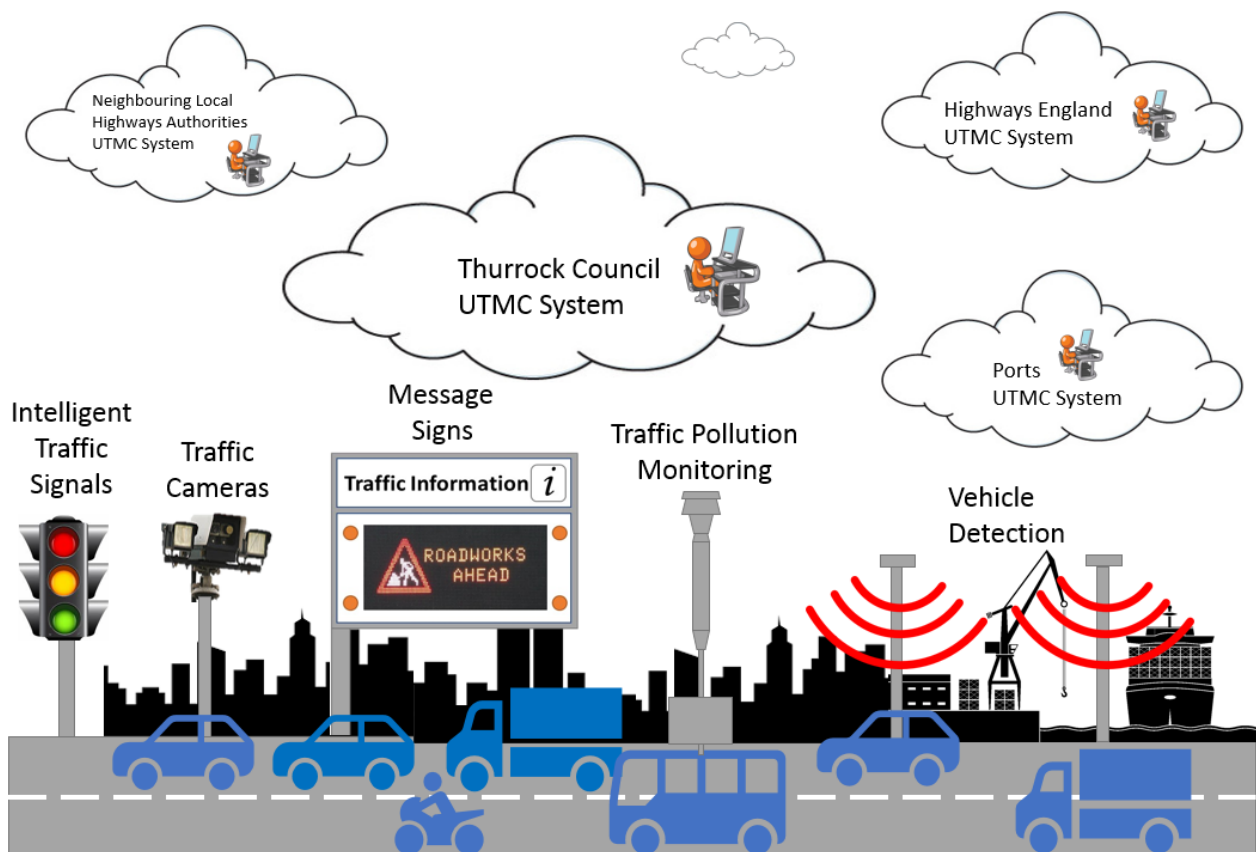 Neighbouring Local
Highways Authorities
UTMC System
Highways England
UTMC System
Thurrock Council
UTMC System
Ports
UTMC System
Intelligent
Traffic
Signals
Traffic
Cameras
Message
Signs
Traffic Information i
ROADWORKS
AHEAD
Traffic Pollution
Monitoring
Vehicle
Detection